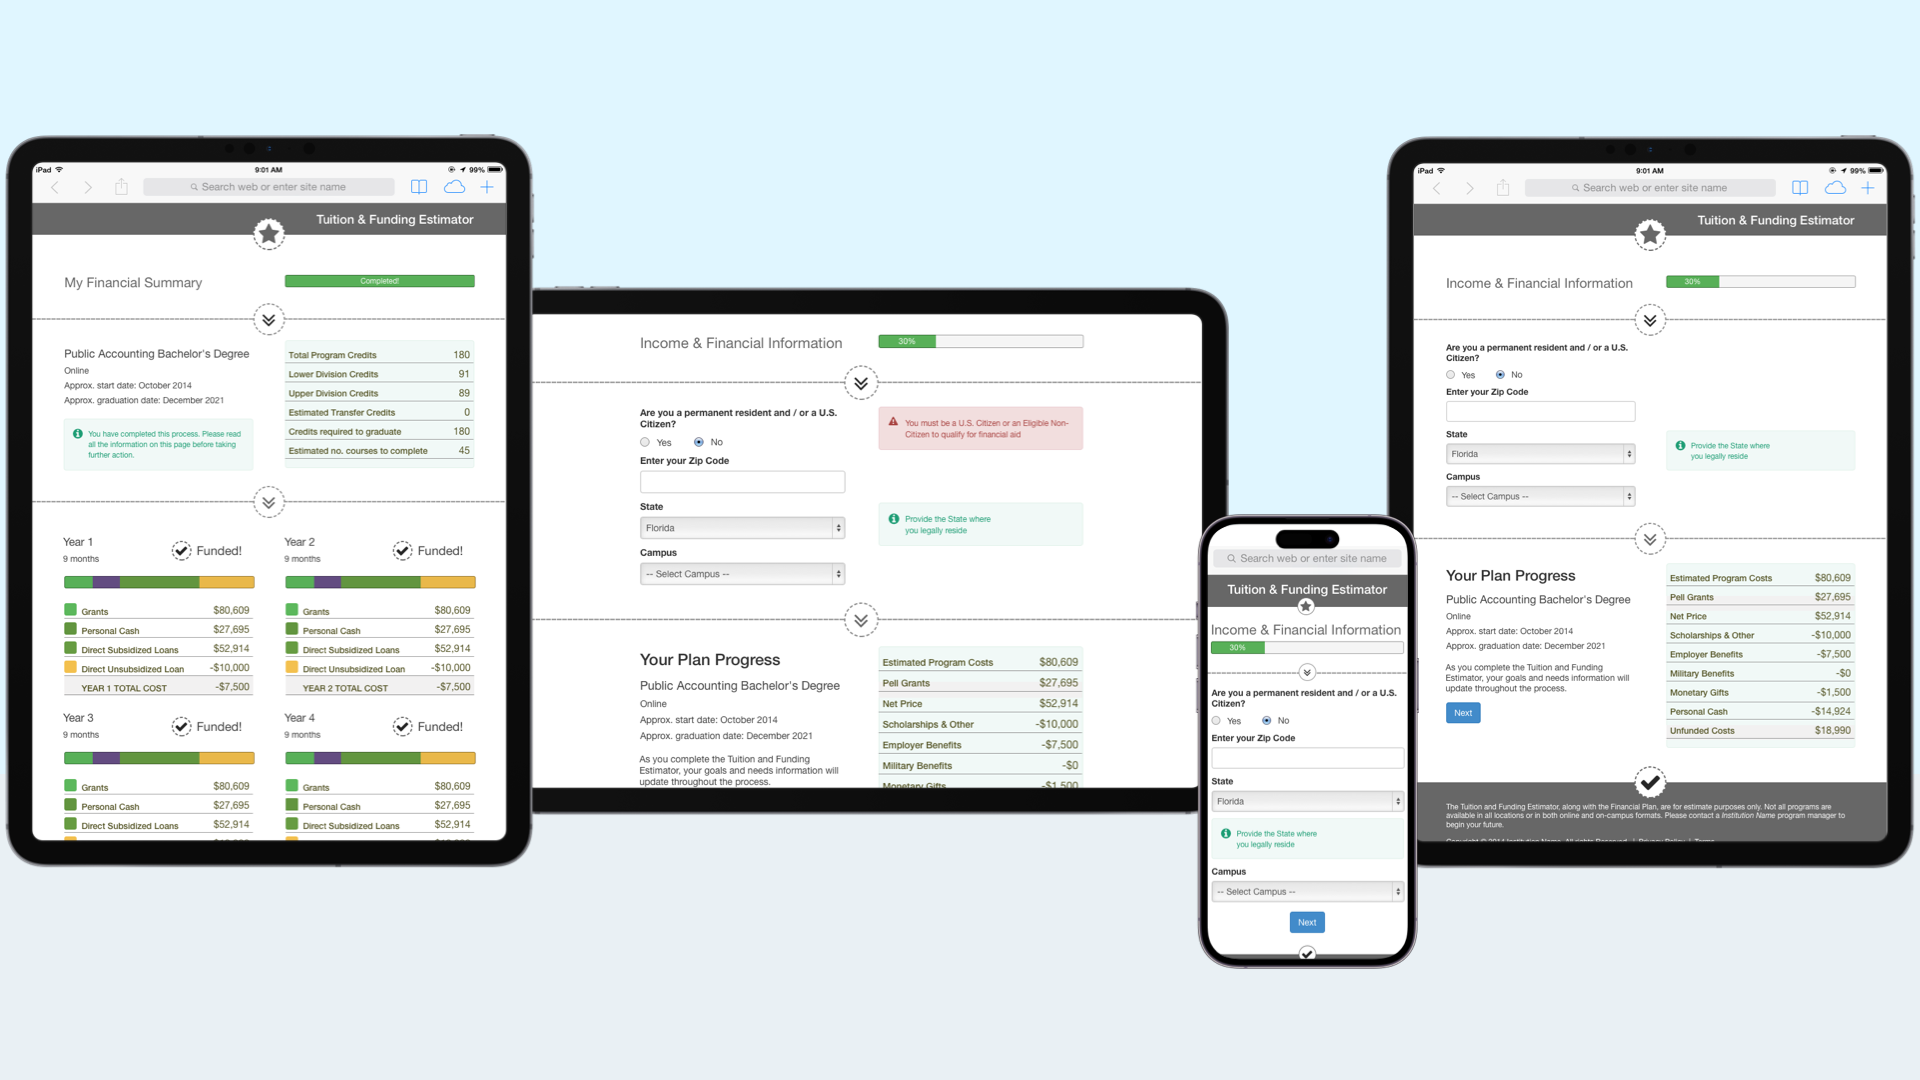 iPad
9:01 AM
99%
Search web or enter site name
Tuition & Funding Estimator
My Financial Summary
Completed!
Public Accounting Bachelor's Degree
Online
Approx. start date: October 2014
Approx. graduation date: December 2021
You have completed this process. Please read
all the information on this page before taking
further action.
Total Program Credits 180
Lower Division Credits 91
Upper Division Credits 89
Estimated Transfer Credits 0
Credits required to graduate 180
Estimated no. courses to complete 45
Year 1
9 months
Funded!
Grants $80,609
Personal Cash $27,695
Direct Subsidized Loans $52,914
Direct Unsubsidized Loan -$10,000
YEAR 1 TOTAL COST -$7,500
Year 2
9 months
Funded!
Grants $80,609
Personal Cash $27,695
Direct Subsidized Loans $52,914
Direct Unsubsidized Loan -$10,000
YEAR 2 TOTAL COST -$7,500
Year 3
9 months
Funded!
Grants $80,609
Personal Cash $27,695
Direct Subsidized Loans $52,914
Year 4
9 months
Funded!
Grants $80,609
Personal Cash $27,695
Direct Subsidized Loans $52,914
Income & Financial Information
30%
Are you a permanent resident and / or a U.S.
Citizen?
Yes No
You must be a U.S. Citizen or an Eligible Non-
Citizen to qualify for financial aid
Enter your Zip Code
State
Florida
Provide the State where
you legally reside
Campus
-- Select Campus --
Your Plan Progress
Public Accounting Bachelor's Degree
Online
Approx. start date: October 2014
Approx. graduation date: December 2021
As you complete the Tuition and Funding
Estimator, your goals and needs information will
update throughout the process.
Estimated Program Costs $80,609
Pell Grants $27,695
Net Price $52,914
Scholarships & Other -$10,000
Employer Benefits -$7,500
Military Benefits -$0
Monetary Gifts -$1,500
Search web or enter site name
Tuition & Funding Estimator
Income & Financial Information
30%
Are you a permanent resident and / or a U.S.
Citizen?
Yes No
Enter your Zip Code
State
Florida
Provide the State where
you legally reside
Campus
-- Select Campus --
Next
iPad
9:01 AM
99%
Search web or enter site name
Tuition & Funding Estimator
Income & Financial Information
30%
Are you a permanent resident and / or a U.S.
Citizen?
Yes No
Enter your Zip Code
State
Florida
Provide the State where
you legally reside
Campus
-- Select Campus --
Your Plan Progress
Public Accounting Bachelor's Degree
Online
Approx. start date: October 2014
Approx. graduation date: December 2021
As you complete the Tuition and Funding
Estimator, your goals and needs information will
update throughout the process.
Next
Estimated Program Costs $80,609
Pell Grants $27,695
Net Price $52,914
Scholarships & Other -$10,000
Employer Benefits -$7,500
Military Benefits -$0
Monetary Gifts -$1,500
Personal Cash -$14,924
Unfunded Costs $18,990
The Tuition and Funding Estimator, along with the Financial Plan, are for estimate purposes only. Not all programs are
available in all locations or in both online and on-campus formats. Please contact a Institution Name program manager to
begin your future.
Copyright © 2014 Institution Name. All rights Reserved. | Privacy Policy | Terms